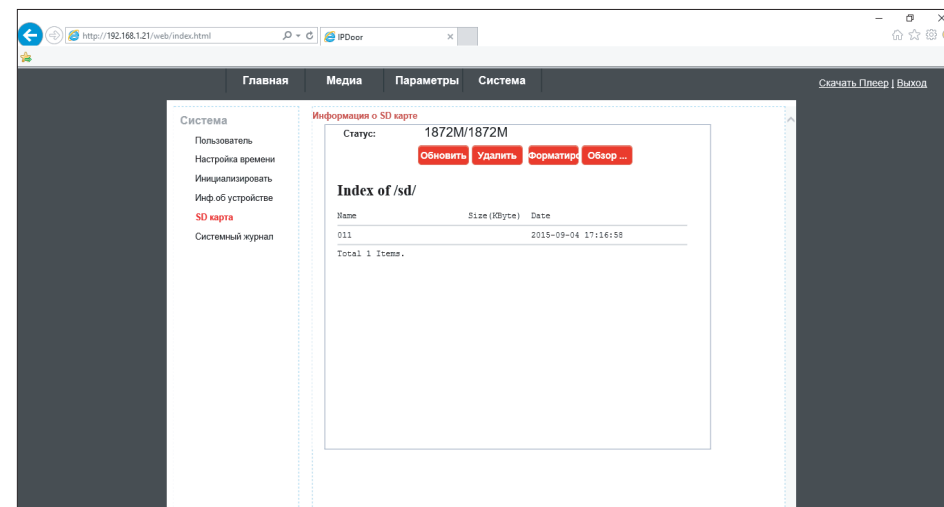 http://192.168.1.21/web/index.html
IPDoor
Главная Медиа Параметры Система
Скачать Плеер | Выход
Система
Пользователь
Настройка времени
Инициализировать
Инф.об устройстве
SD карта
Системный журнал
Информация о SD карте
Статус: 1872M/1872M
Обновить Удалить Форматирс Обзор ...
Index of /sd/
Name Size(KByte) Date
011 2015-09-04 17:16:58
Total 1 Items.